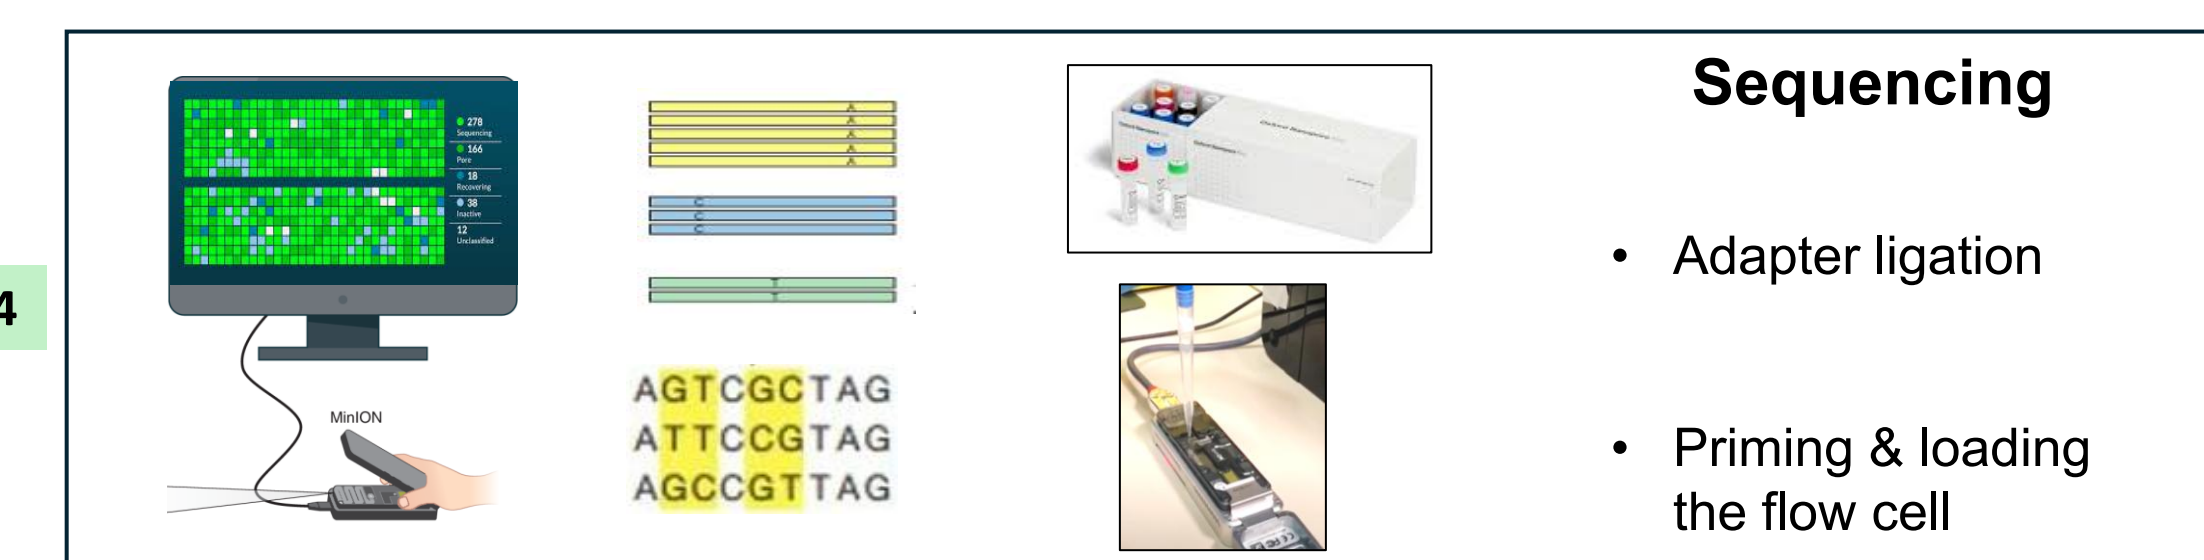 Sequencing
4
278
Sequencing
166
Pore
18
Recovering
38
Inactive
12
Unclassified
MinION
A
A
A
A
A
C
C
C
T
T
AGTCGCTAG
ATTCCGTAG
AGCCGTTAG
• Adapter ligation
• Priming & loading
the flow cell